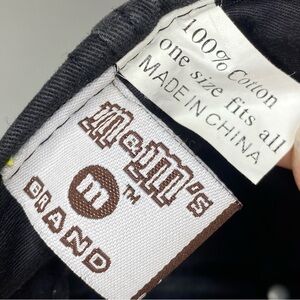 100% Cotton
one size fits all
MADE IN CHINA
M&M's
m TM
BRAND